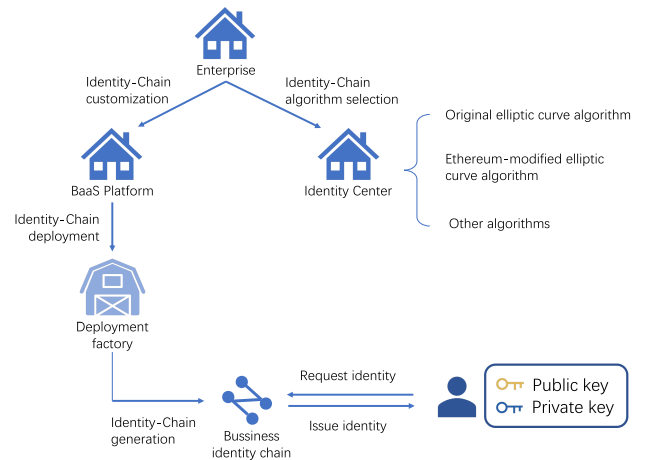 Enterprise
Identity-Chain
customization
Identity-Chain
algorithm selection
BaaS Platform
Identity Center
Original elliptic curve algorithm
Ethereum-modified elliptic
curve algorithm
Other algorithms
Identity-Chain
deployment
Deployment
factory
Identity-Chain
generation
Bussiness
identity chain
Request identity
Issue identity
Public key
Private key